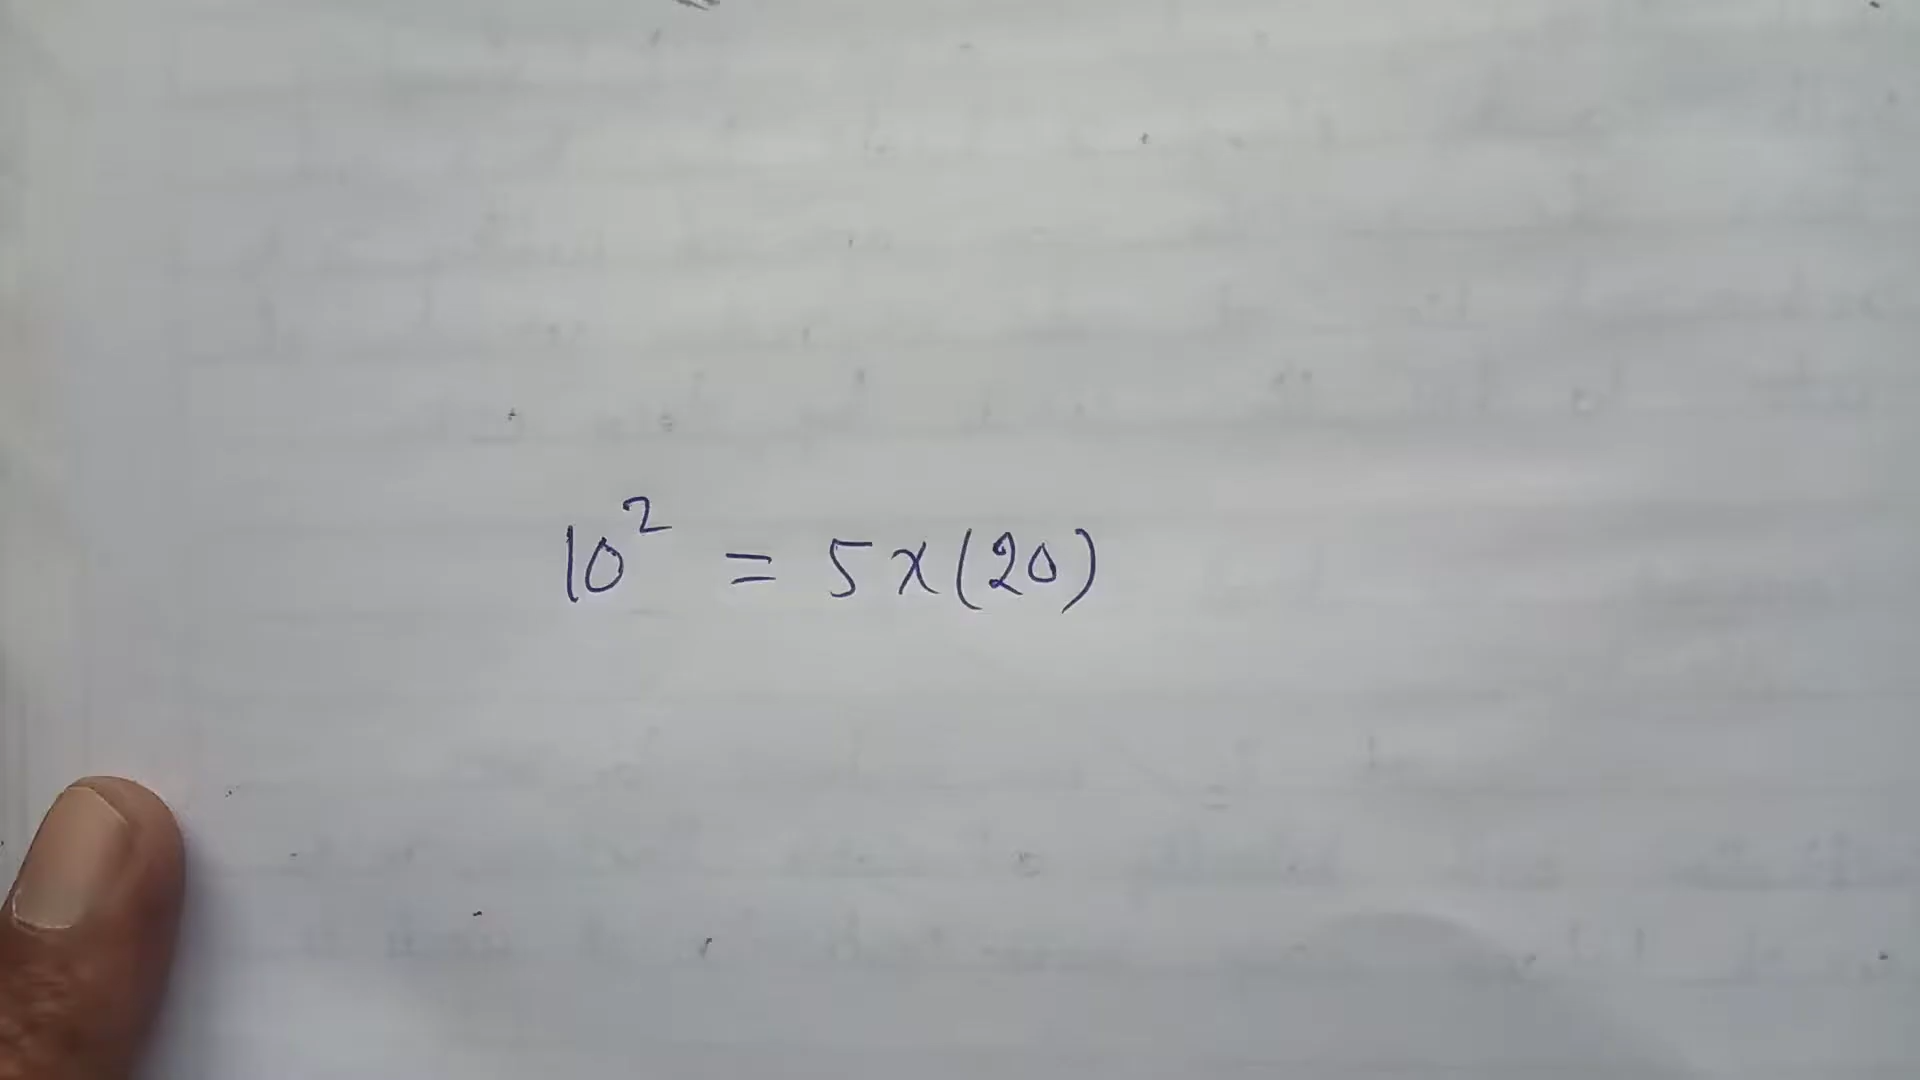 10² = 5x(20)